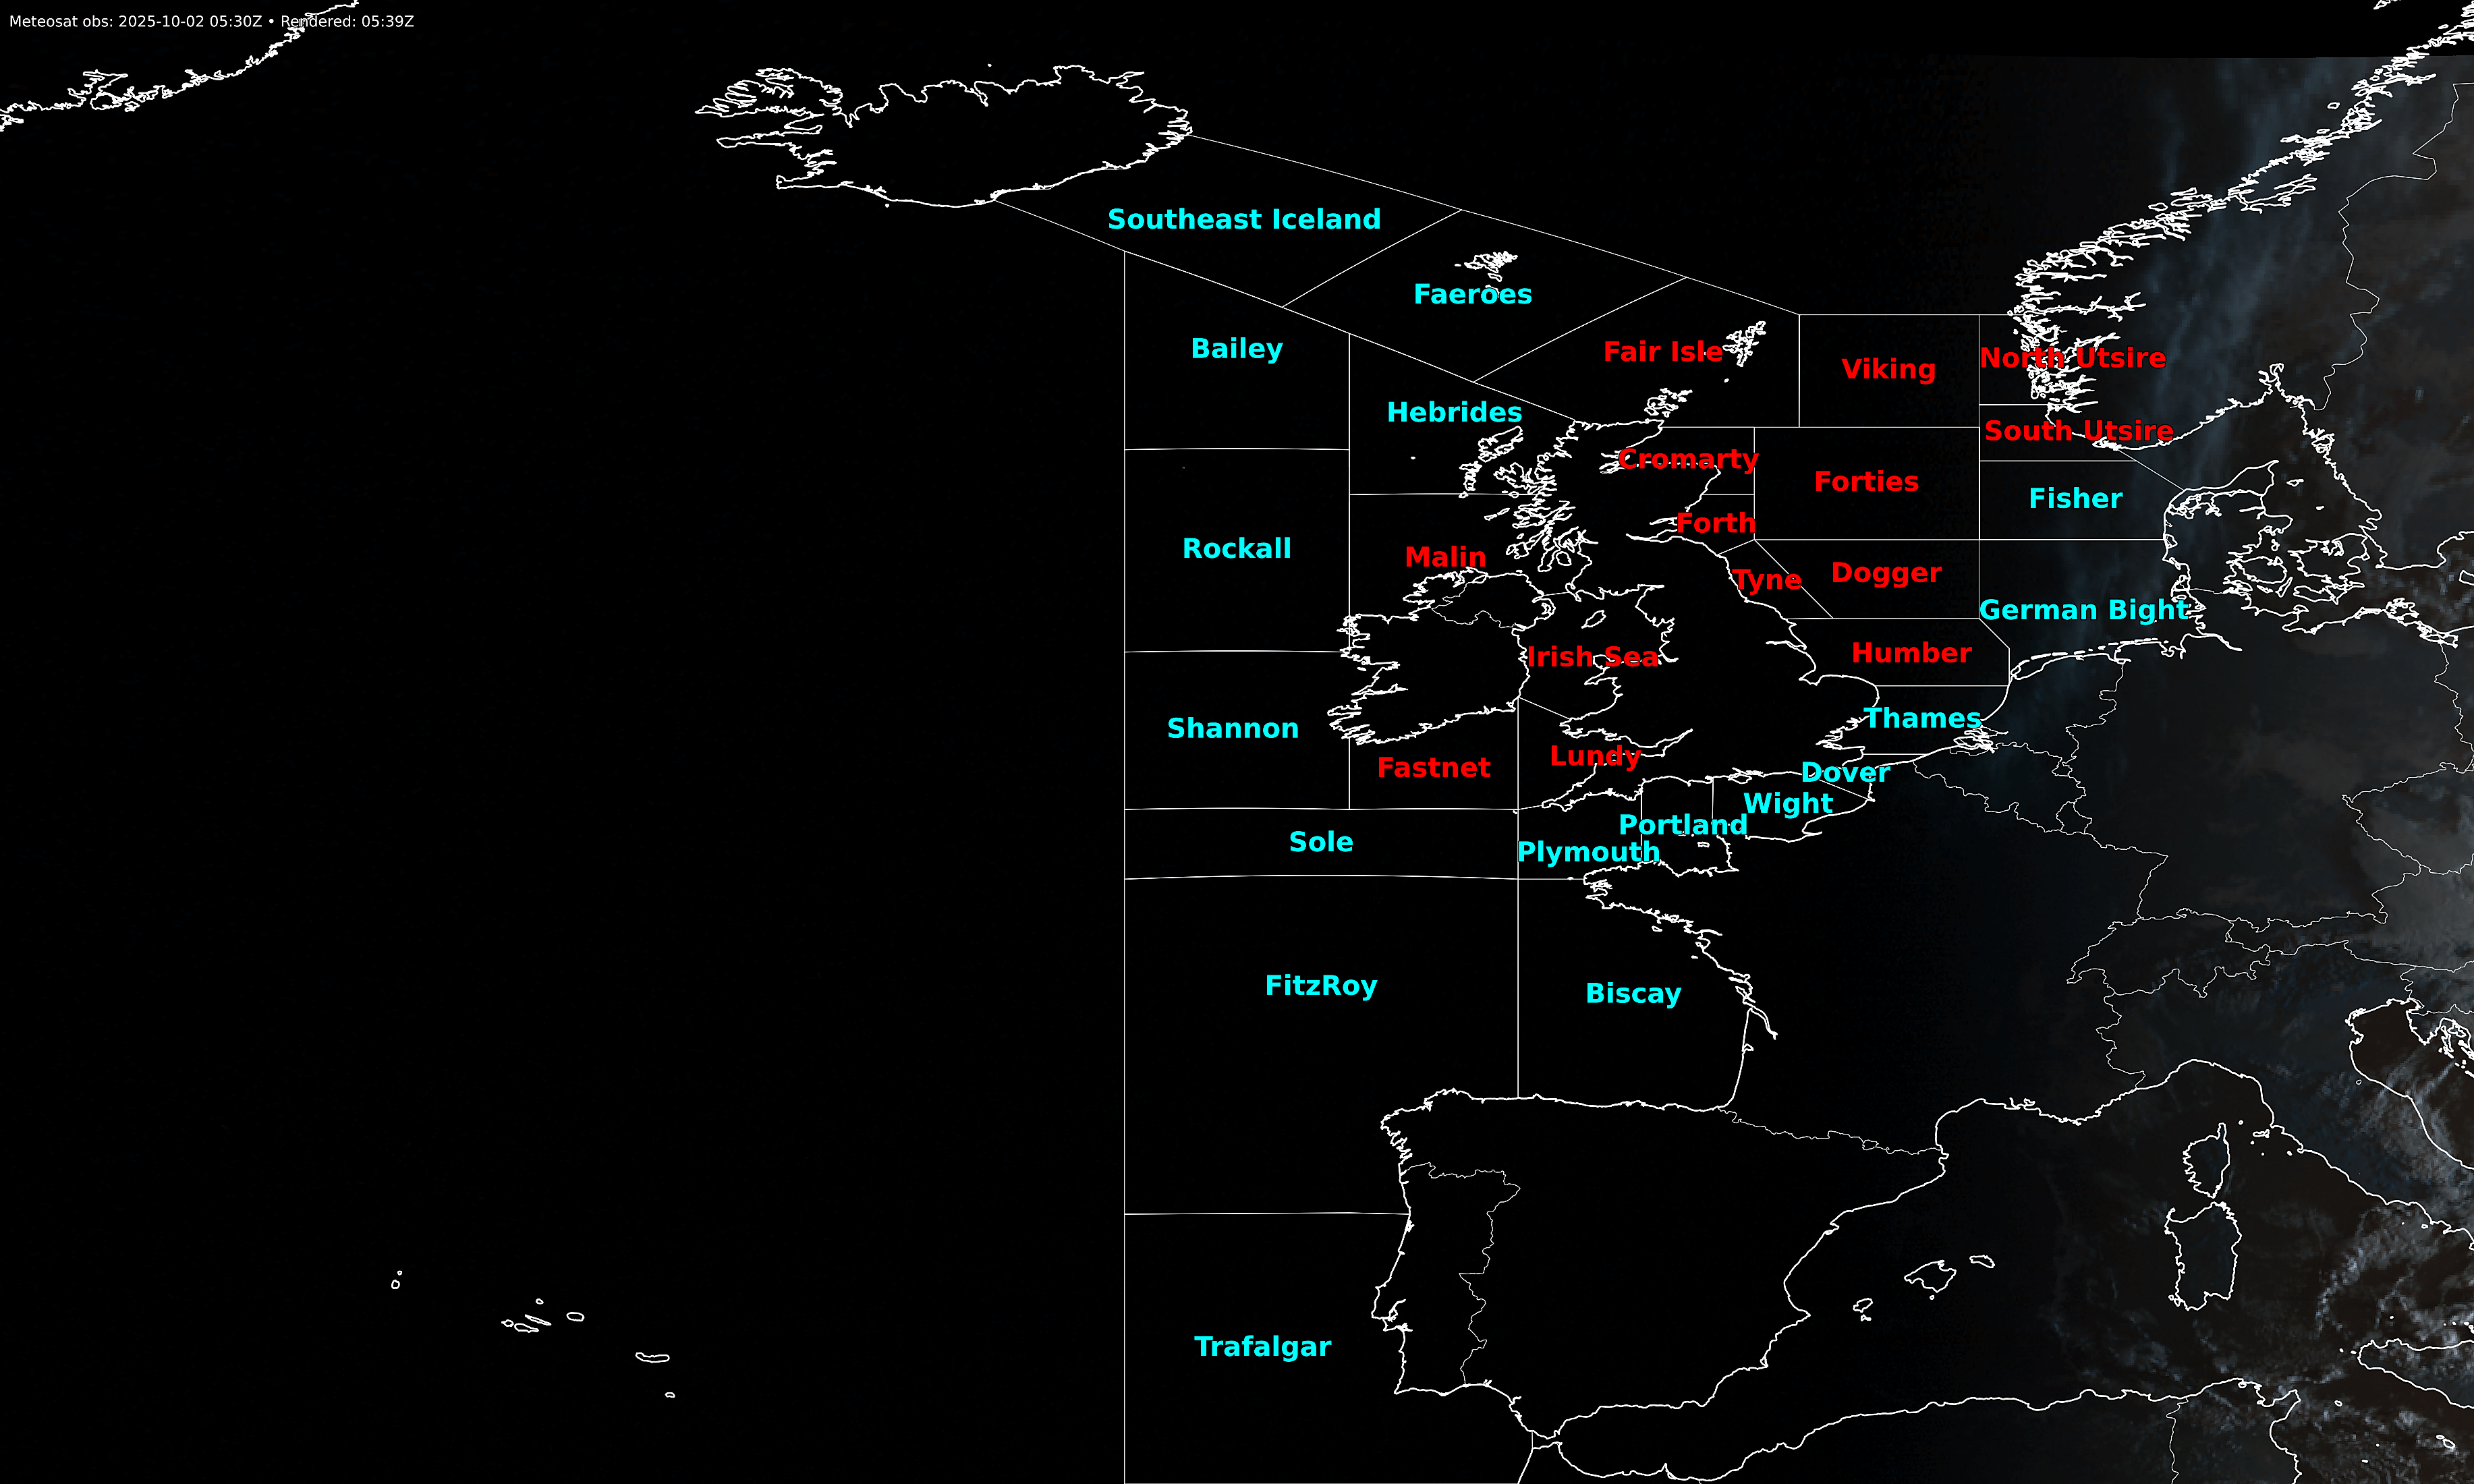 Meteosat obs: 2025-10-02 05:30Z • Rendered: 05:39Z
Southeast Iceland
Faeroes
Bailey
Fair Isle
Viking
North Utsire
Hebrides
South Utsire
Cromarty
Forties
Fisher
Forth
Rockall
Malin
Tyne
Dogger
German Bight
Irish Sea
Humber
Shannon
Thames
Fastnet
Lundy
Dover
Wight
Portland
Sole
Plymouth
FitzRoy
Biscay
Trafalgar